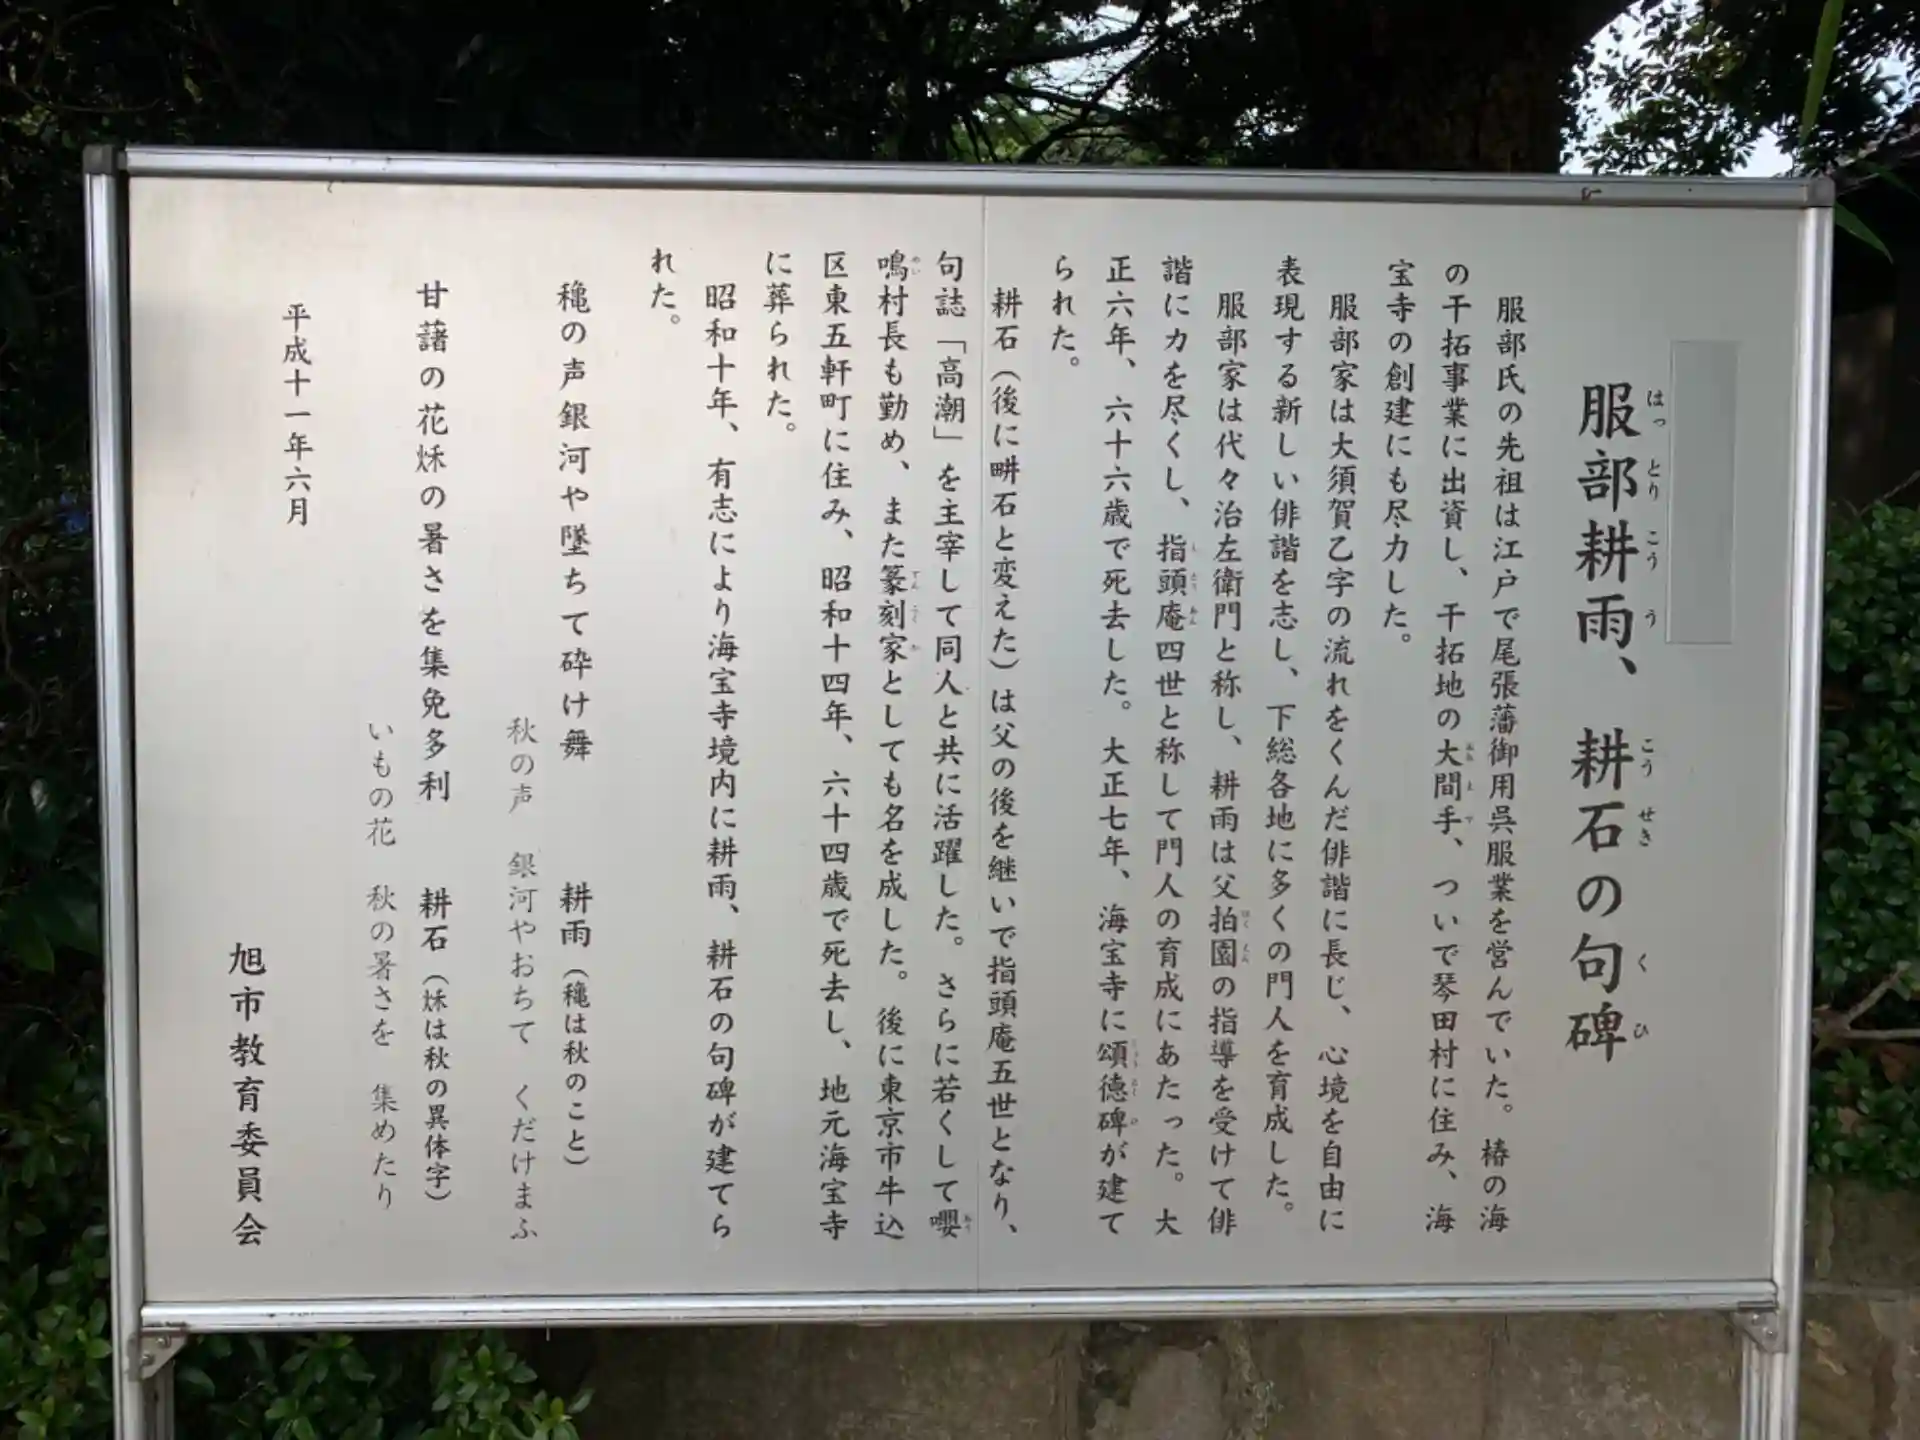 服部耕雨、耕石の句碑
服部氏の先祖は江戸で尾張藩御用呉服業を営んでいた。椿の海
の干拓事業に出資し、干拓地の大間手、ついで琴田村に住み、海
宝寺の創建にも尽力した。
服部家は大須賀乙字の流れをくんだ俳諧に長じ、心境を自由に
表現する新しい俳諧を志し、下総各地に多くの門人を育成した。
服部家は代々治左衛門と称し、耕雨は父拍園の指導を受けて俳
諧に力を尽くし、指頭庵四世と称して門人の育成にあたった。大
正六年、六十六歳で死去した。大正七年、海宝寺に頌徳碑が建て
られた。
耕石（後に畊石と変えた）は父の後を継いで指頭庵五世となり、
句誌「高潮」を主宰して同人と共に活躍した。さらに若くして嚶
鳴村長も勤め、また篆刻家としても名を成した。後に東京市牛込
区東五軒町に住み、昭和十四年、六十四歳で死去し、地元海宝寺
に葬られた。
昭和十年、有志により海宝寺境内に耕雨、耕石の句碑が建てら
れた。
穐の声銀河や墜ちて砕け舞　耕雨（穐は秋のこと）
秋の声　銀河やおちて　くだけまふ
甘藷の花秌の暑さを集免多利　耕石（秌は秋の異体字）
いもの花　秋の暑さを　集めたり
平成十一年六月
旭市教育委員会